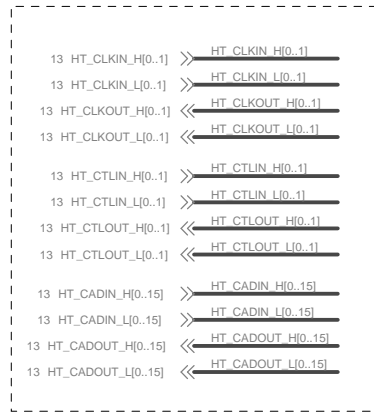 13 HT_CLKIN_H[0..1] HT_CLKIN_H[0..1]
13 HT_CLKIN_L[0..1] HT_CLKIN_L[0..1]
13 HT_CLKOUT_H[0..1] HT_CLKOUT_H[0..1]
13 HT_CLKOUT_L[0..1] HT_CLKOUT_L[0..1]
13 HT_CTLIN_H[0..1] HT_CTLIN_H[0..1]
13 HT_CTLIN_L[0..1] HT_CTLIN_L[0..1]
13 HT_CTLOUT_H[0..1] HT_CTLOUT_H[0..1]
13 HT_CTLOUT_L[0..1] HT_CTLOUT_L[0..1]
13 HT_CADIN_H[0..15] HT_CADIN_H[0..15]
13 HT_CADIN_L[0..15] HT_CADIN_L[0..15]
13 HT_CADOUT_H[0..15] HT_CADOUT_H[0..15]
13 HT_CADOUT_L[0..15] HT_CADOUT_L[0..15]